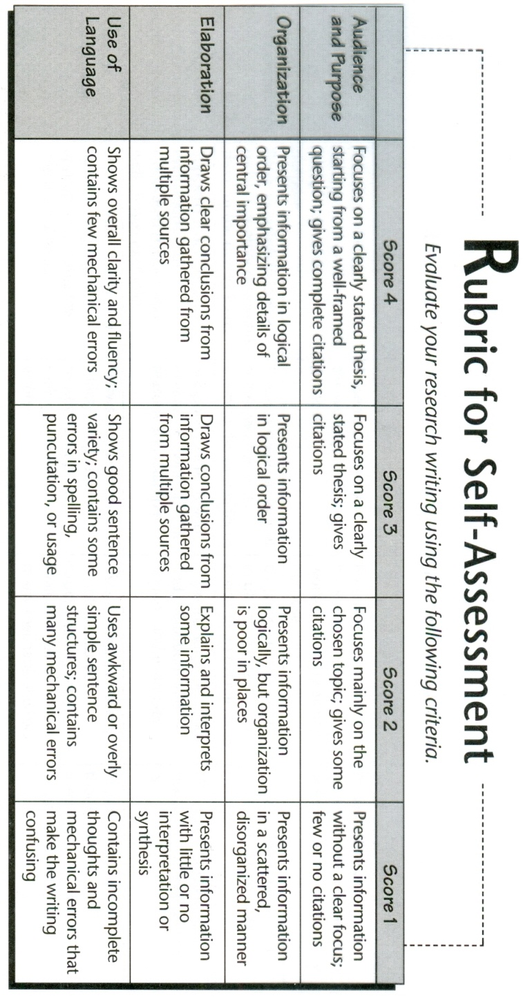 Rubric for Self-Assessment
Evaluate your research writing using the following criteria.
Score 4
Score 3
Score 2
Score 1
Audience
and Purpose
Focuses on a clearly stated thesis,
starting from a well-framed
question; gives complete citations
Focuses on a clearly
stated thesis; gives
citations
Focuses mainly on the
chosen topic; gives some
citations
Presents information
without a clear focus;
few or no citations
Organization
Presents information in logical
order, emphasizing details of
central importance
Presents information
in logical order
Presents information
logically, but organization
is poor in places
Presents information
in a scattered,
disorganized manner
Elaboration
Draws clear conclusions from
information gathered from
multiple sources
Draws conclusions from
information gathered
from multiple sources
Explains and interprets
some information
Presents information
with little or no
interpretation or
synthesis
Use of
Language
Shows overall clarity and fluency;
contains few mechanical errors
Shows good sentence
variety; contains some
errors in spelling,
puncutation, or usage
Uses awkward or overly
simple sentence
structures; contains
many mechanical errors
Contains incomplete
thoughts and
mechanical errors that
make the writing
confusing